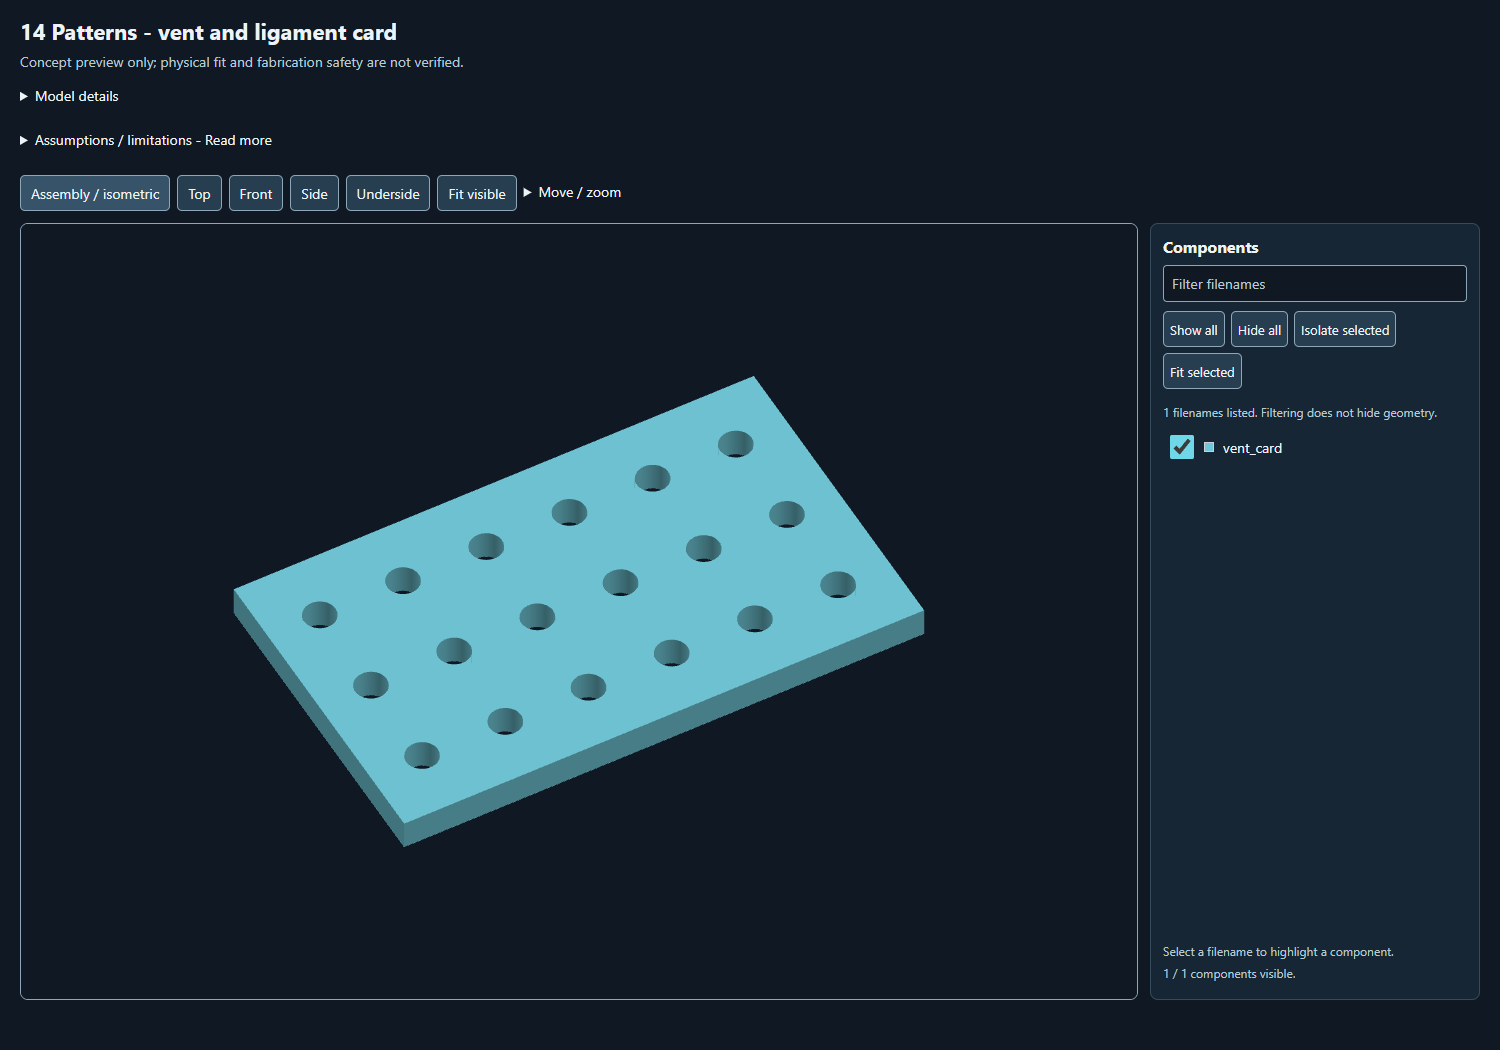 14 Patterns - vent and ligament card
Concept preview only; physical fit and fabrication safety are not verified.
Model details
Assumptions / limitations - Read more
Assembly / isometric Top Front Side Underside Fit visible Move / zoom
Components
Filter filenames
Show all Hide all Isolate selected
Fit selected
1 filenames listed. Filtering does not hide geometry.
vent_card
Select a filename to highlight a component.
1 / 1 components visible.